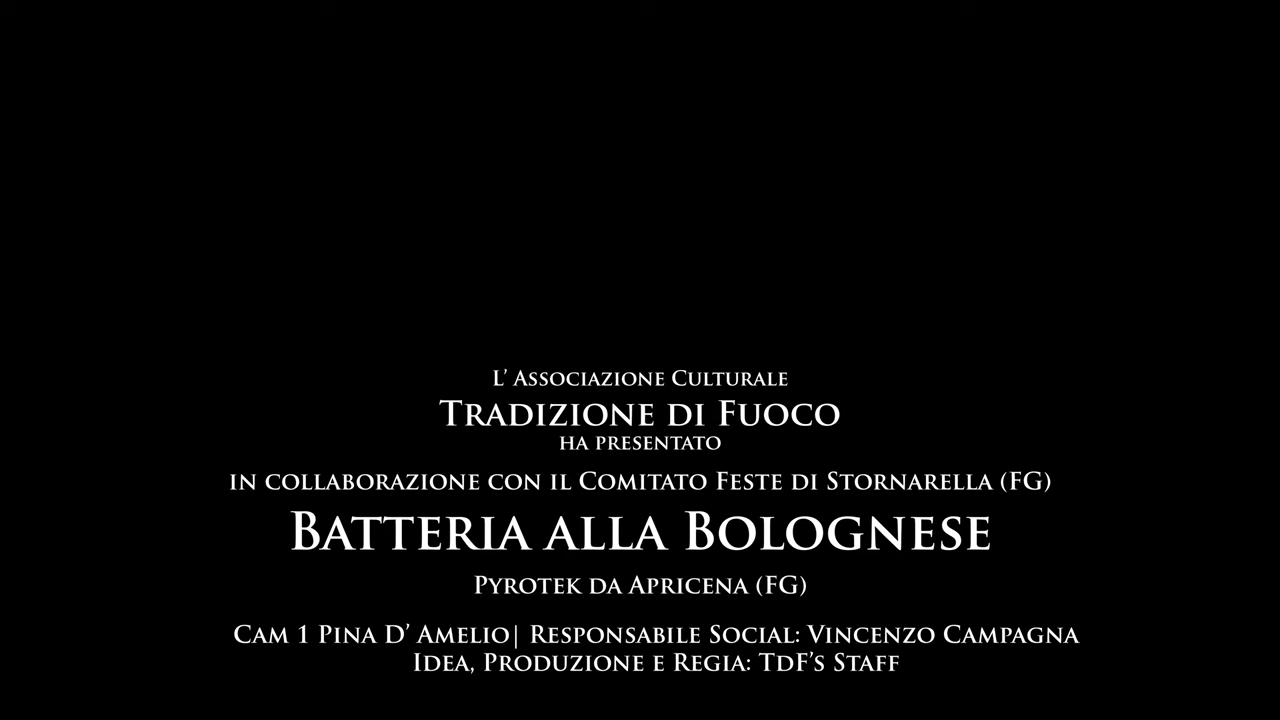 L’ Associazione Culturale
Tradizione di Fuoco
ha presentato
in collaborazione con il Comitato Feste di Stornarella (FG)
Batteria alla Bolognese
Pyrotek da Apricena (FG)
Cam 1 Pina D’ Amelio| Responsabile Social: Vincenzo Campagna
Idea, Produzione e Regia: TdF’s Staff